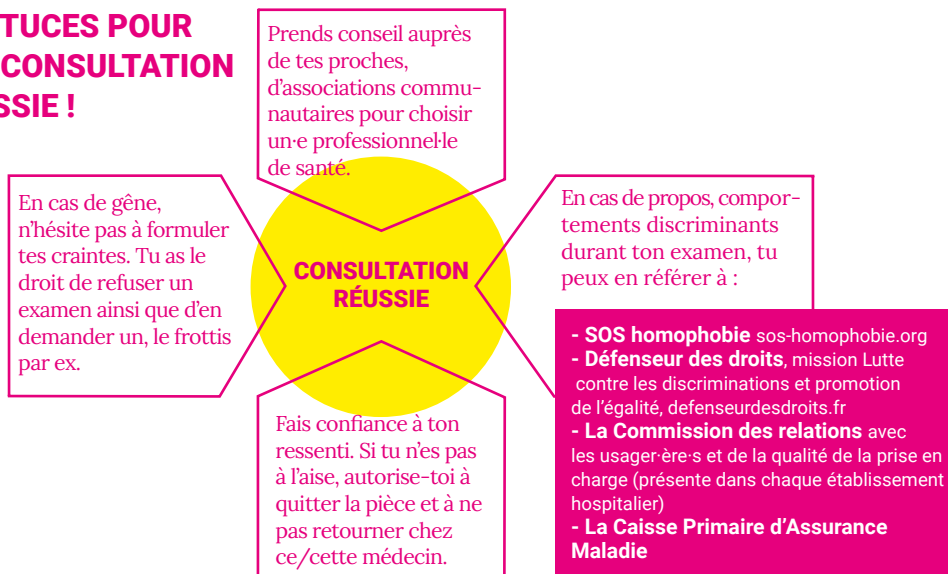 TUCES POUR
CONSULTATION
SSIE !
Prends conseil auprès
de tes proches,
d'associations commu-
nautaires pour choisir
un·e professionnel·le
de santé.
En cas de gêne,
n'hésite pas à formuler
tes craintes. Tu as le
droit de refuser un
examen ainsi que d'en
demander un, le frottis
par ex.
CONSULTATION
RÉUSSIE
En cas de propos, compor-
tements discriminants
durant ton examen, tu
peux en référer à :
- SOS homophobie sos-homophobie.org
- Défenseur des droits, mission Lutte
contre les discriminations et promotion
de l'égalité, defenseurdesdroits.fr
- La Commission des relations avec
les usager·ère·s et de la qualité de la prise en
charge (présente dans chaque établissement
hospitalier)
- La Caisse Primaire d'Assurance
Maladie
Fais confiance à ton
ressenti. Si tu n'es pas
à l'aise, autorise-toi à
quitter la pièce et à ne
pas retourner chez
ce/cette médecin.